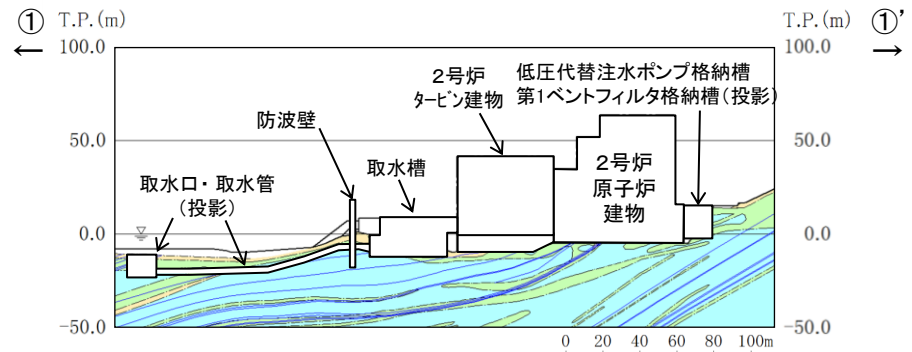 ① T.P.(m)
T.P.(m) ①’
←
→
100.0
100.0
2号炉
タービン建物
低圧代替注水ポンプ格納槽
第1ベントフィルタ格納槽(投影)
防波壁
50.0
50.0
取水槽
2号炉
原子炉
建物
取水口・取水管
(投影)
0.0
0.0
-50.0
-50.0
0 20 40 60 80 100m